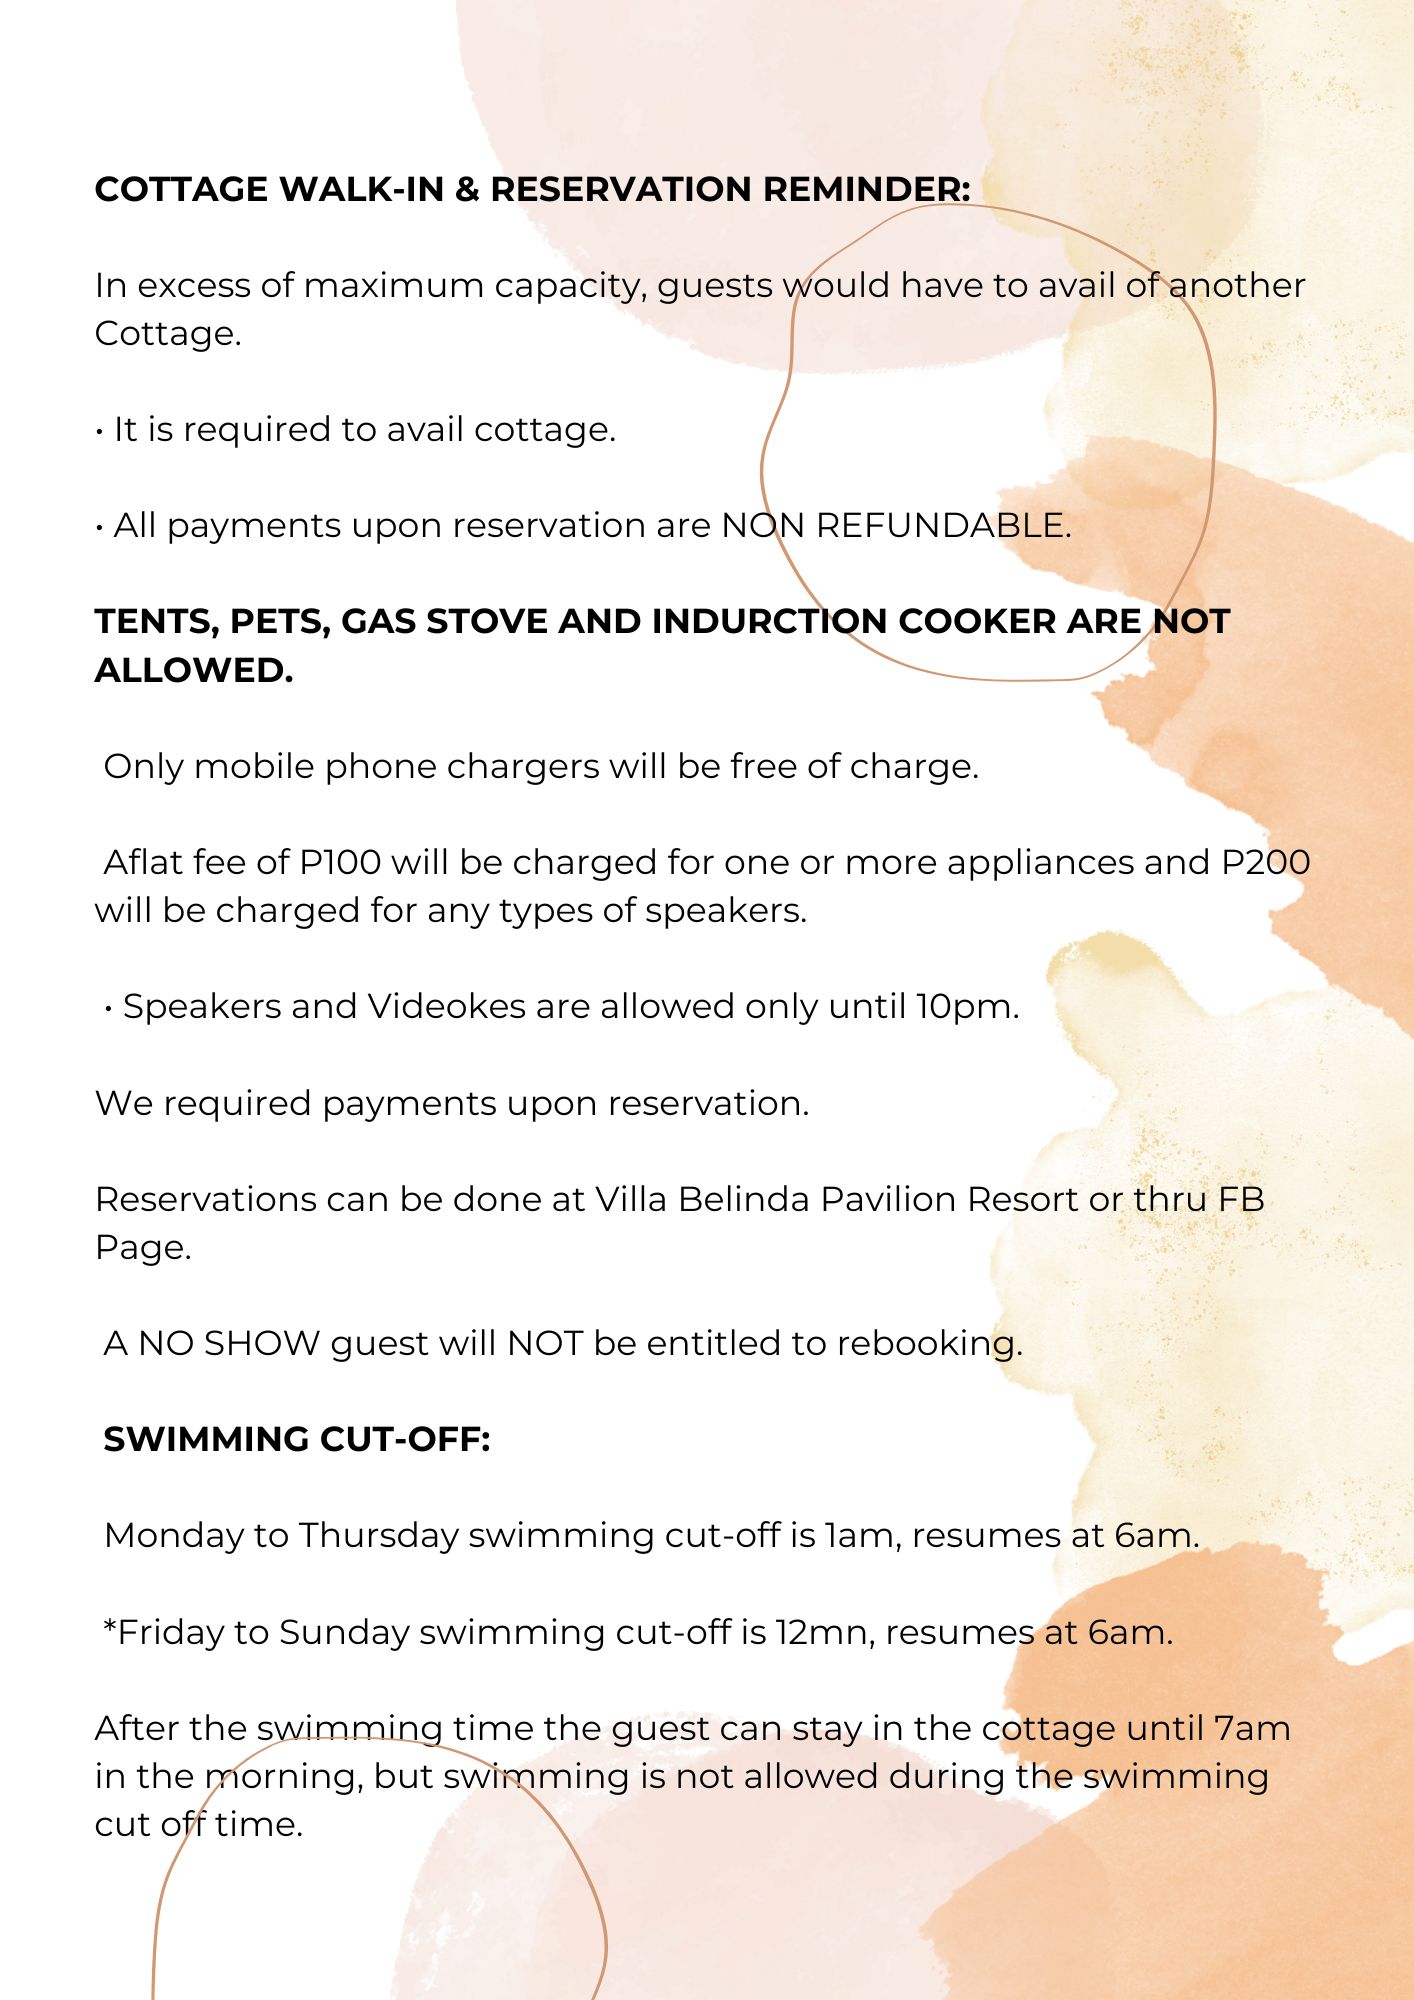 COTTAGE WALK-IN & RESERVATION REMINDER:
In excess of maximum capacity, guests would have to avail of another
Cottage.
• It is required to avail cottage.
• All payments upon reservation are NON REFUNDABLE.
TENTS, PETS, GAS STOVE AND INDURCTION COOKER ARE NOT
ALLOWED.
Only mobile phone chargers will be free of charge.
Aflat fee of P100 will be charged for one or more appliances and P200
will be charged for any types of speakers.
• Speakers and Videokes are allowed only until 10pm.
We required payments upon reservation.
Reservations can be done at Villa Belinda Pavilion Resort or thru FB
Page.
A NO SHOW guest will NOT be entitled to rebooking.
SWIMMING CUT-OFF:
Monday to Thursday swimming cut-off is 1am, resumes at 6am.
*Friday to Sunday swimming cut-off is 12mn, resumes at 6am.
After the swimming time the guest can stay in the cottage until 7am
in the morning, but swimming is not allowed during the swimming
cut off time.